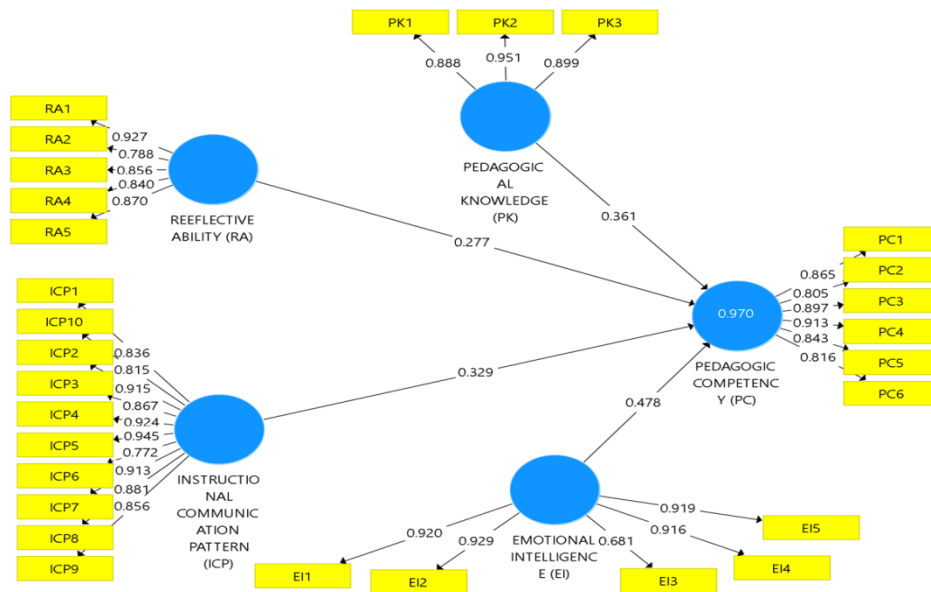 PK1
PK2
PK3
0.888
0.951
0.899
PEDAGOGIC
AL
KNOWLEDGE
(PK)
RA1
RA2
RA3
RA4
RA5
0.927
0.788
0.856
0.840
0.870
REEFLECTIVE
ABILITY (RA)
0.277
0.361
ICP1
ICP10
ICP2
ICP3
ICP4
ICP5
ICP6
ICP7
ICP8
ICP9
0.836
0.815
0.915
0.867
0.924
0.945
0.772
0.913
0.881
0.856
INSTRUCTIO
NAL
COMMUNIC
ATION
PATTERN
(ICP)
0.329
0.970
PEDAGOGIC
COMPETENC
Y (PC)
0.865
0.805
0.897
0.913
0.843
0.816
PC1
PC2
PC3
PC4
PC5
PC6
0.478
EMOTIONAL
INTELLIGENC
E (EI)
0.920
0.929
0.681
0.916
0.919
EI1
EI2
EI3
EI4
EI5